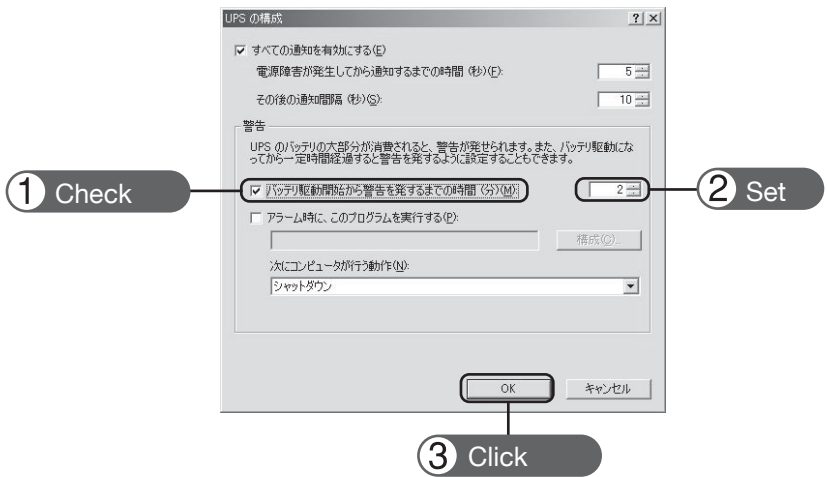 UPS の構成
すべての通知を有効にする(E)
電源障害が発生してから通知するまでの時間 (秒)(F):
5
その後の通知間隔 (秒)(S):
10
警告
UPS のバッテリの大部分が消費されると、警告が発せられます。また、バッテリ駆動にな
ってから一定時間経過すると警告を発するように設定することもできます。
① Check
バッテリ駆動開始から警告を発するまでの時間 (分)(M):
2
② Set
アラーム時に、このプログラムを実行する(P):
構成(C)...
次にコンピュータが行う動作(N):
シャットダウン
OK
キャンセル
③ Click